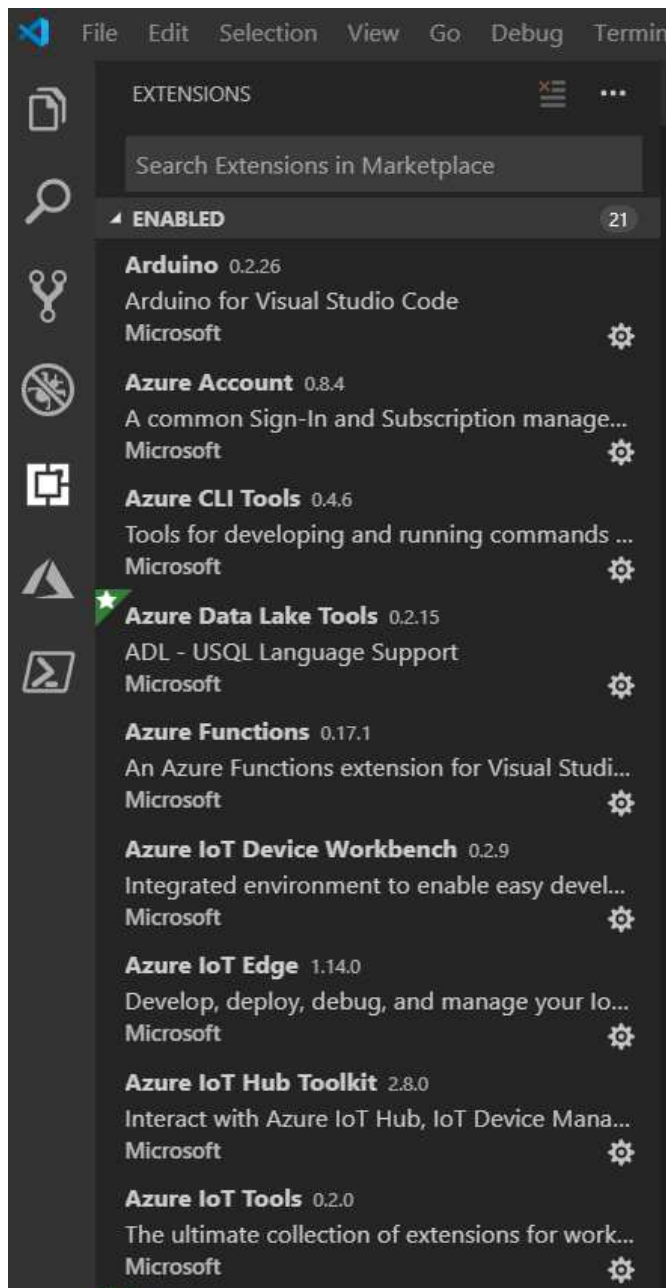 File Edit Selection View Go Debug Termin
EXTENSIONS
Search Extensions in Marketplace
ENABLED 21
Arduino 0.2.26
Arduino for Visual Studio Code
Microsoft
Azure Account 0.8.4
A common Sign-In and Subscription manage...
Microsoft
Azure CLI Tools 0.4.6
Tools for developing and running commands ...
Microsoft
Azure Data Lake Tools 0.2.15
ADL - USQL Language Support
Microsoft
Azure Functions 0.17.1
An Azure Functions extension for Visual Studi...
Microsoft
Azure IoT Device Workbench 0.2.9
Integrated environment to enable easy devel...
Microsoft
Azure IoT Edge 1.14.0
Develop, deploy, debug, and manage your Io...
Microsoft
Azure IoT Hub Toolkit 2.8.0
Interact with Azure IoT Hub, IoT Device Mana...
Microsoft
Azure IoT Tools 0.2.0
The ultimate collection of extensions for work...
Microsoft